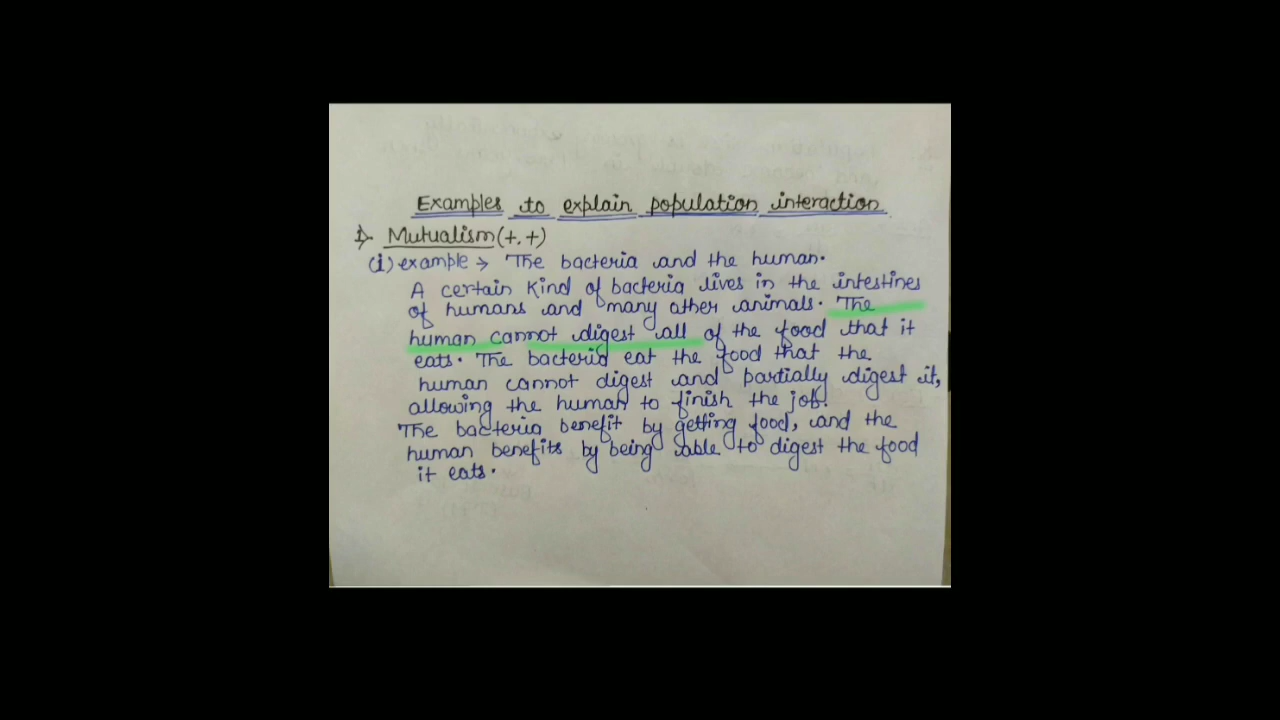 Examples to explain population interaction
1). Mutualism (+,+)
(i) example → The bacteria and the human.
A certain kind of bacteria lives in the intestines
of humans and many other animals. The
human cannot digest all of the food that it
eats. The bacteria eat the food that the
human cannot digest and partially digest it,
allowing the human to finish the job.
The bacteria benefit by getting food, and the
human benefits by being able to digest the food
it eats.